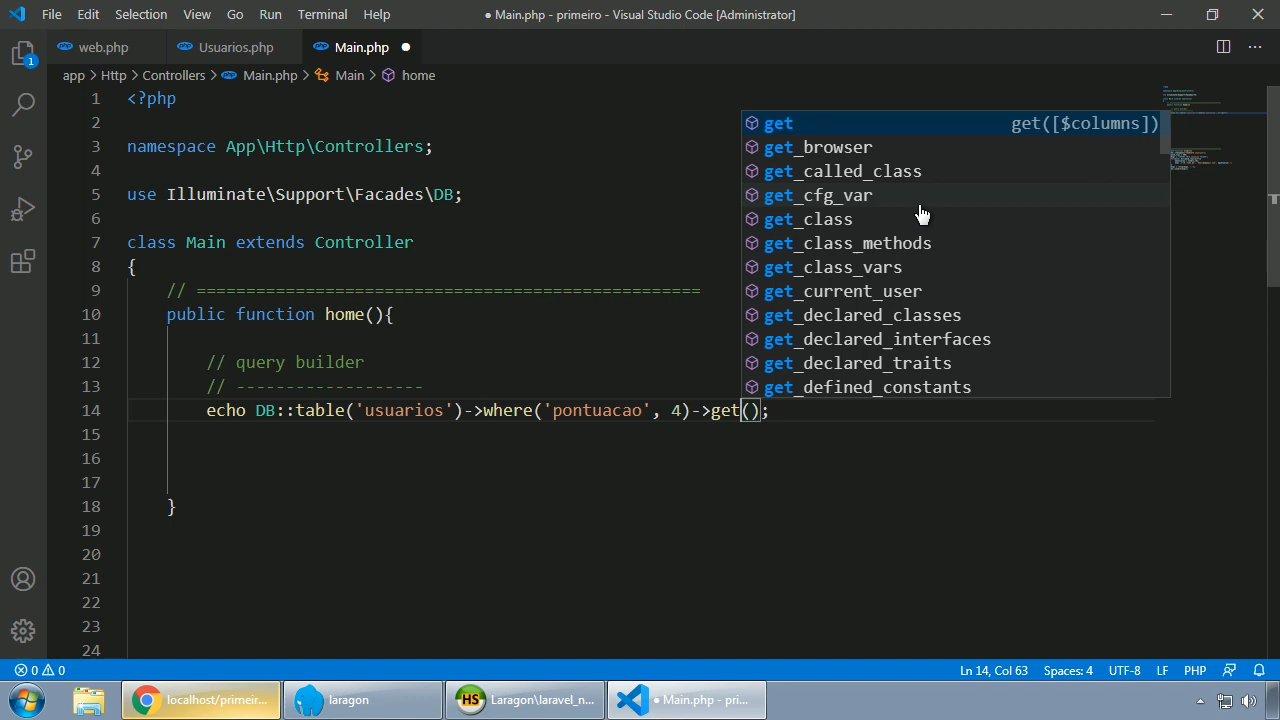 File Edit Selection View Go Run Terminal Help ● Main.php - primeiro - Visual Studio Code [Administrator]
web.php Usuarios.php Main.php ●
app > Http > Controllers > Main.php > Main > home
1 <?php
2
3 namespace App\Http\Controllers;
4
5 use Illuminate\Support\Facades\DB;
6
7 class Main extends Controller
8 {
9 // ===================================================
10 public function home(){
11
12 // query builder
13 // -------------------
14 echo DB::table('usuarios')->where('pontuacao', 4)->get();
15
16
17
18 }
19
20
21
22
23
24
get get([$columns])
get_browser
get_called_class
get_cfg_var
get_class
get_class_methods
get_class_vars
get_current_user
get_declared_classes
get_declared_interfaces
get_declared_traits
get_defined_constants
1
0 0 Ln 14, Col 63 Spaces: 4 UTF-8 LF PHP
localhost/primeir... laragon HS Laragon\laravel_n... ● Main.php - pri...